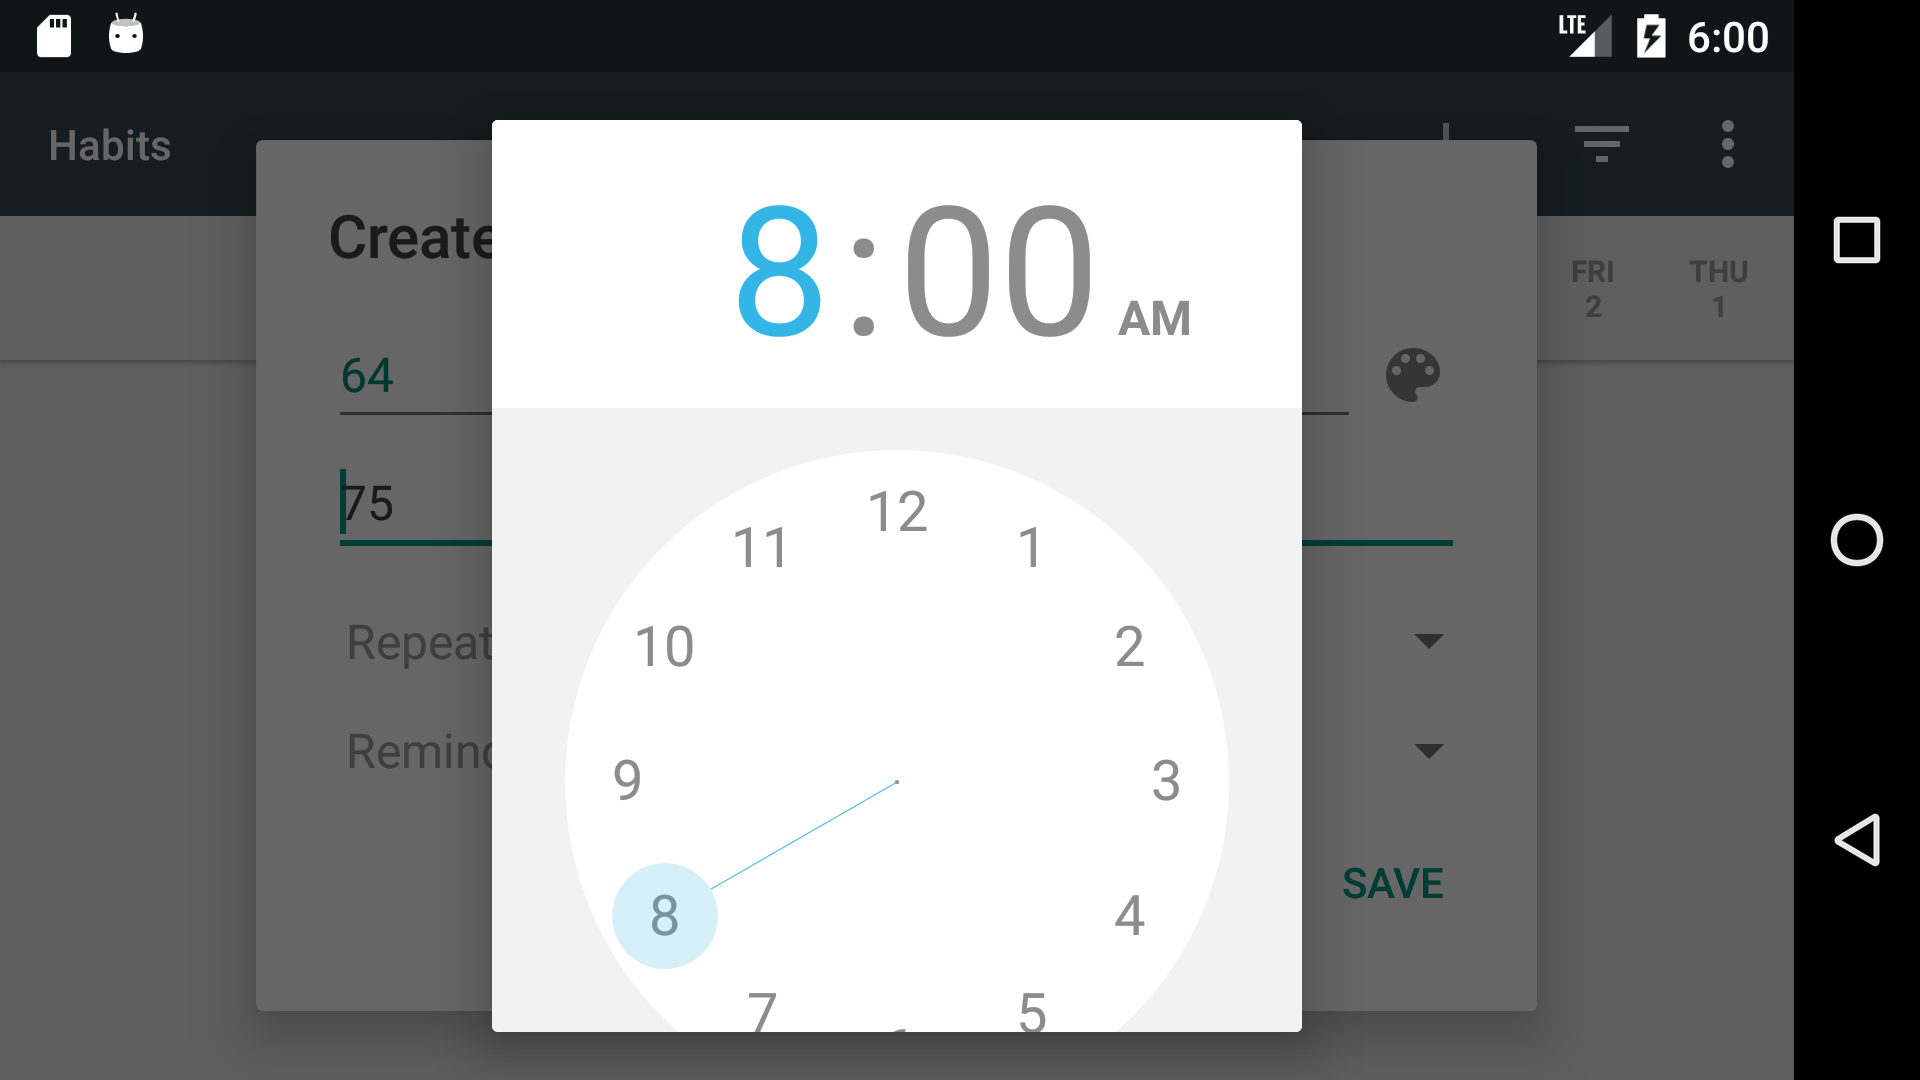 LTE 6:00
Habits
Create
8:00 AM
FRI THU
2 1
64
75
12
11 1
10 2
Repeat
Remin
9 3
8 4
SAVE
7 5